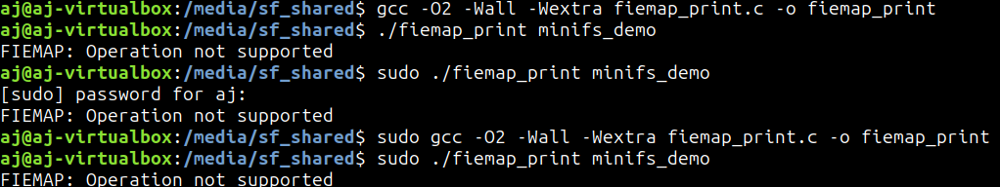 aj@aj-virtualbox:/media/sf_shared$ gcc -O2 -Wall -Wextra fiemap_print.c -o fiemap_print
aj@aj-virtualbox:/media/sf_shared$ ./fiemap_print minifs_demo
FIEMAP: Operation not supported
aj@aj-virtualbox:/media/sf_shared$ sudo ./fiemap_print minifs_demo
[sudo] password for aj:
FIEMAP: Operation not supported
aj@aj-virtualbox:/media/sf_shared$ sudo gcc -O2 -Wall -Wextra fiemap_print.c -o fiemap_print
aj@aj-virtualbox:/media/sf_shared$ sudo ./fiemap_print minifs_demo
FIEMAP: Operation not supported